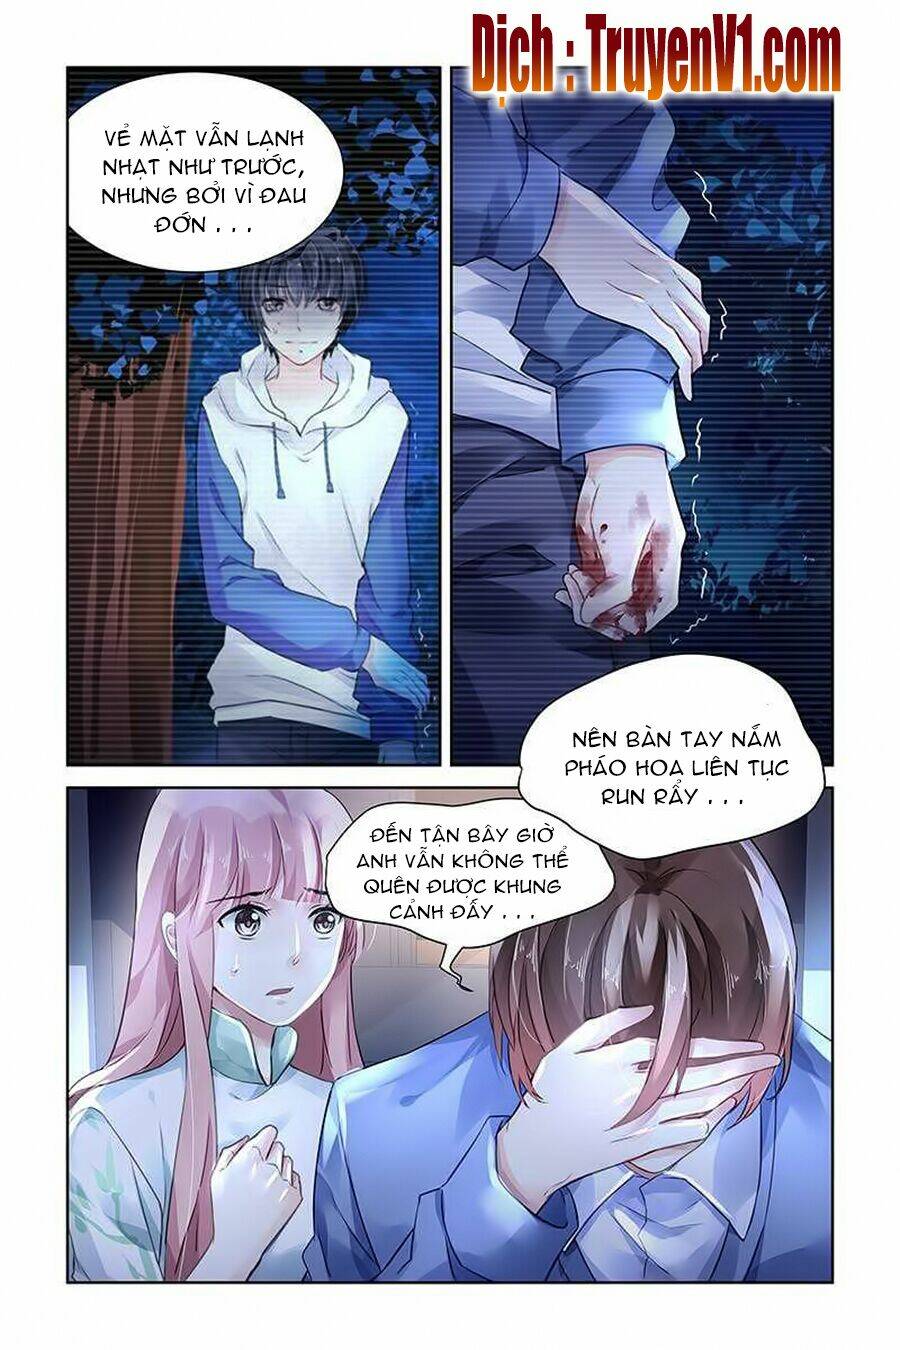 Dịch : TruyenV1.com
VẺ MẶT VẪN LẠNH
NHẠT NHƯ TRƯỚC,
NHƯNG BỞI VÌ ĐAU
ĐỚN . . .
NÊN BÀN TAY NẮM
PHÁO HOA LIÊN TỤC
RUN RẨY . . .
ĐẾN TẬN BÂY GIỜ
ANH VẪN KHÔNG THỂ
QUÊN ĐƯỢC KHUNG
CẢNH ĐẤY . . .